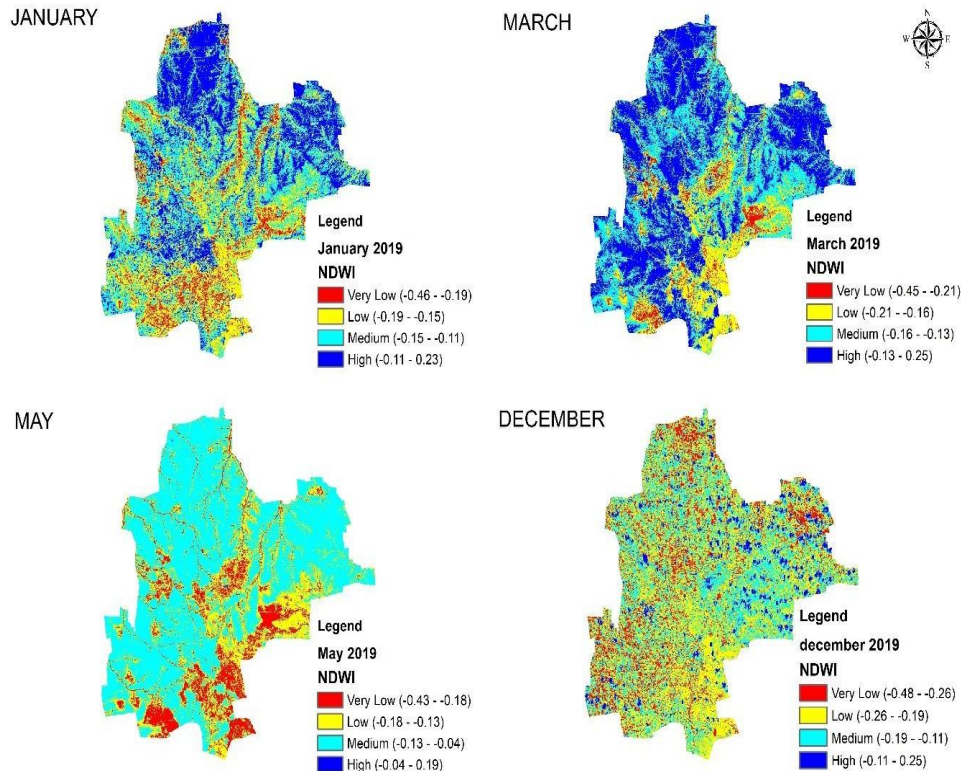 JANUARY
Legend
January 2019
NDWI
Very Low (-0.46 - -0.19)
Low (-0.19 - -0.15)
Medium (-0.15 - -0.11)
High (-0.11 - 0.23)
MARCH
N
W E
S
Legend
March 2019
NDWI
Very Low (-0.45 - -0.21)
Low (-0.21 - -0.16)
Medium (-0.16 - -0.13)
High (-0.13 - 0.25)
MAY
Legend
May 2019
NDWI
Very Low (-0.43 - -0.18)
Low (-0.18 - -0.13)
Medium (-0.13 - -0.04)
High (-0.04 - 0.19)
DECEMBER
Legend
december 2019
NDWI
Very Low (-0.48 - -0.26)
Low (-0.26 - -0.19)
Medium (-0.19 - -0.11)
High (-0.11 - 0.25)